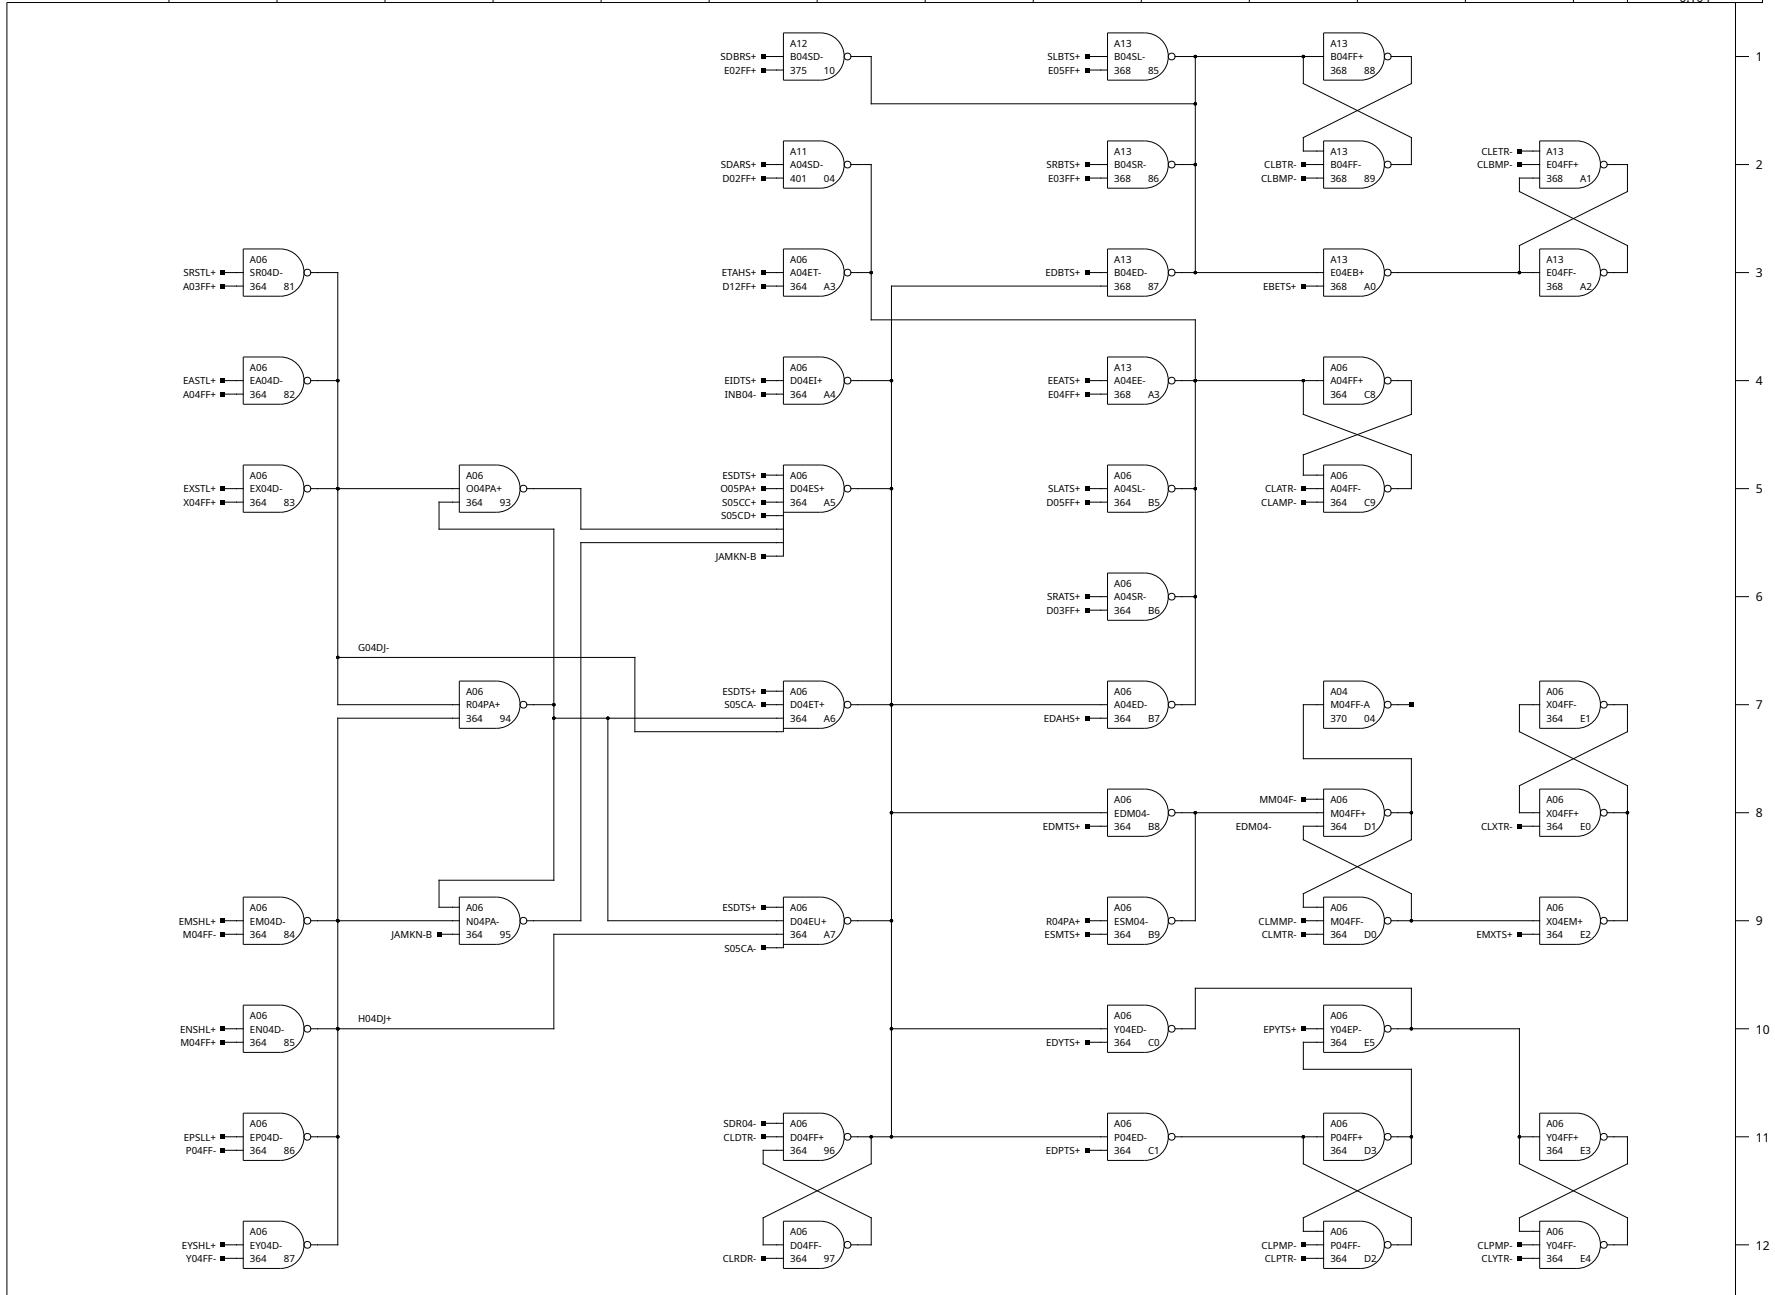 A12
SDBRS+ B04SD-
E02FF+ 375 10
A13
SLBTS+ B04SL-
E05FF+ 368 85
A13
B04FF+
368 88
1
A11
SDARS+ A04SD-
D02FF+ 401 04
A13
SRBTS+ B04SR-
E03FF+ 368 86
A13
CLBTR- B04FF-
CLBMP- 368 89
CLETR- A13
CLBMP- E04FF+
368 A1
2
A06
SRSTL+ SR04D-
A03FF+ 364 81
A06
ETAHS+ A04ET-
D12FF+ 364 A3
A13
EDBTS+ B04ED-
368 87
A13
E04EB+
EBETS+ 368 A0
A13
E04FF-
368 A2
3
A06
EASTL+ EA04D-
A04FF+ 364 82
A06
EIDTS+ D04EI+
INB04- 364 A4
A13
EEATS+ A04EE-
E04FF+ 368 A3
A06
A04FF+
364 C8
4
A06
EXSTL+ EX04D-
X04FF+ 364 83
A06
O04PA+
364 93
ESDTS+ A06
O05PA+ D04ES+
S05CC+ 364 A5
S05CD+
JAMKN-B
A06
SLATS+ A04SL-
D05FF+ 364 B5
A06
CLATR- A04FF-
CLAMP- 364 C9
5
A06
SRATS+ A04SR-
D03FF+ 364 B6
6
G04DJ-
A06
R04PA+
364 94
ESDTS+ A06
S05CA- D04ET+
364 A6
A06
A04ED-
EDAHS+ 364 B7
A04
M04FF-A
370 04
A06
X04FF-
364 E1
7
A06
EDM04-
EDMTS+ 364 B8
EDM04-
MM04F- A06
M04FF+
364 D1
A06
X04FF+
CLXTR- 364 E0
8
A06
EMSHL+ EM04D-
M04FF- 364 84
A06
N04PA-
JAMKN-B 364 95
ESDTS+ A06
D04EU+
364 A7
S05CA-
A06
R04PA+ ESM04-
ESMTS+ 364 B9
A06
CLMMP- M04FF-
CLMTR- 364 D0
A06
X04EM+
EMXTS+ 364 E2
9
A06
ENSHL+ EN04D-
M04FF+ 364 85
H04DJ+
A06
Y04ED-
EDYTS+ 364 C0
A06
EPYTS+ Y04EP-
364 E5
10
A06
EPSLL+ EP04D-
P04FF- 364 86
SDR04- A06
CLDTR- D04FF+
364 96
A06
P04ED-
EDPTS+ 364 C1
A06
P04FF+
364 D3
A06
Y04FF+
364 E3
11
A06
EYSHL+ EY04D-
Y04FF- 364 87
A06
D04FF-
CLRDR- 364 97
A06
CLPMP- P04FF-
CLPTR- 364 D2
A06
CLPMP- Y04FF-
CLYTR- 364 E4
12